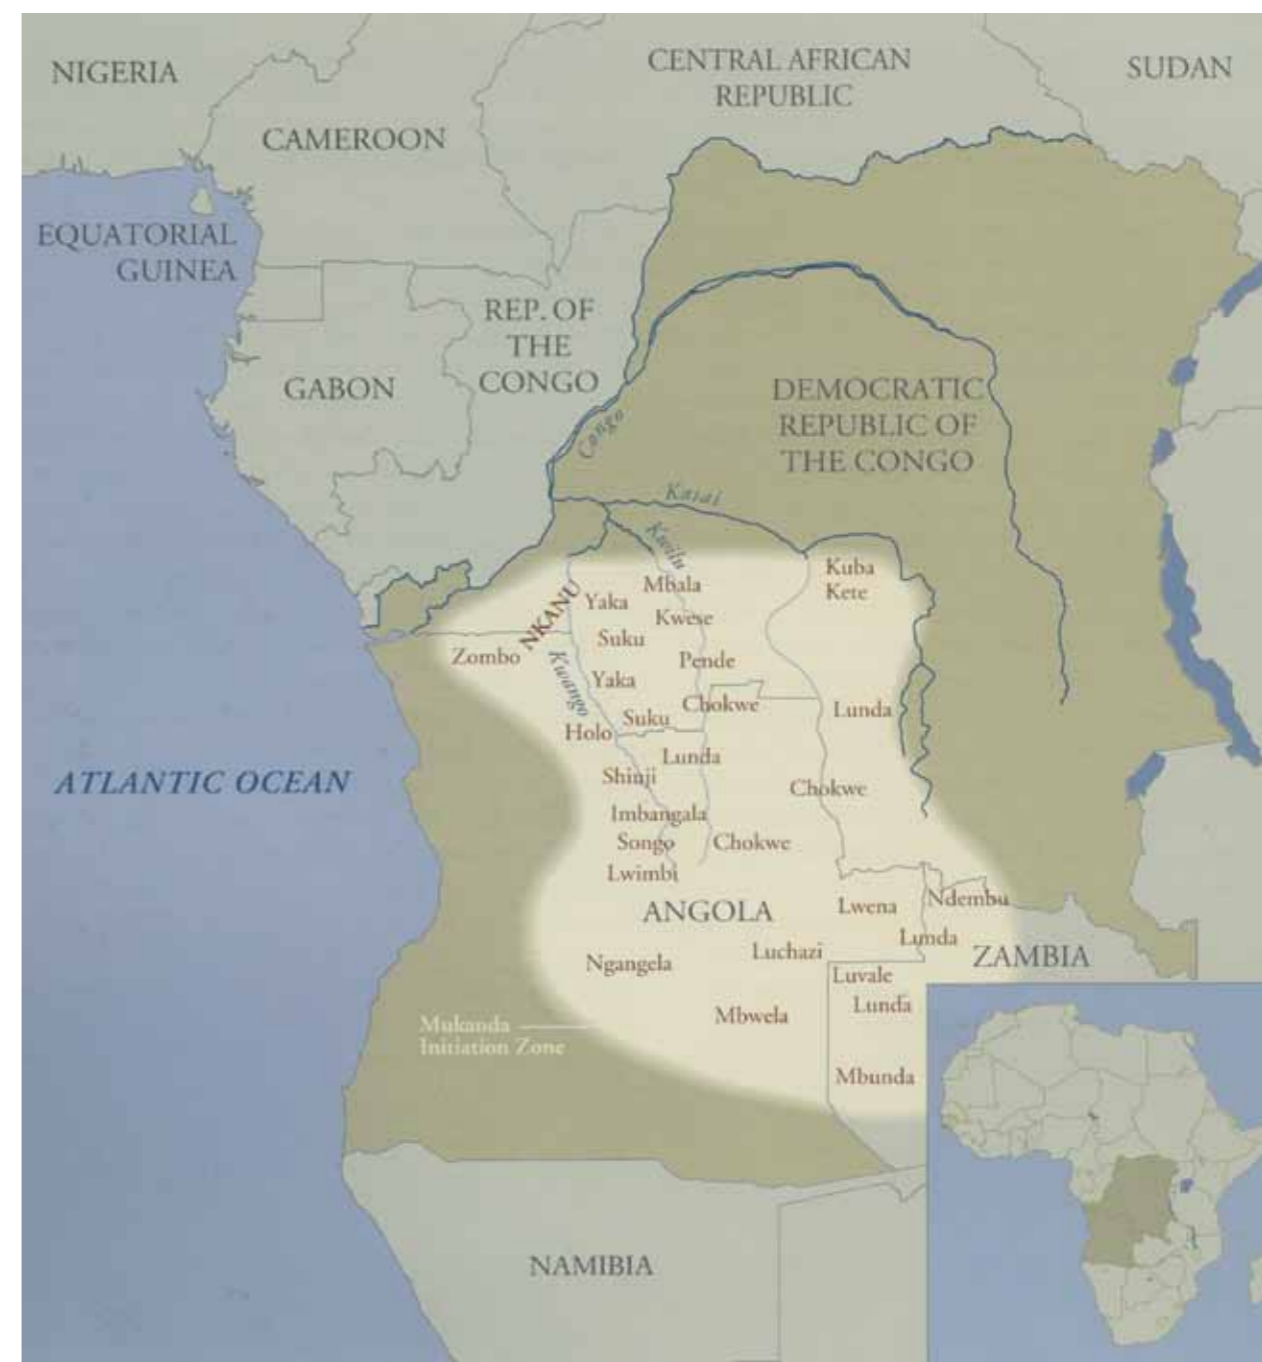 NIGERIA
CENTRAL AFRICAN
REPUBLIC
SUDAN
CAMEROON
EQUATORIAL
GUINEA
REP. OF
THE
CONGO
GABON
DEMOCRATIC
REPUBLIC OF
THE CONGO
Congo
Kasai
Kwilu
Kuba
Kete
Mbala
Yaka
NKANU
Kwese
Suku
Zombo
Pende
Kwango
Yaka
Chokwe
Lunda
Suku
Holo
Lunda
Shinji
ATLANTIC OCEAN
Chokwe
Imbangala
Songo
Chokwe
Lwimbi
ANGOLA
Lwena
Ndembu
Lunda
Luchazi
ZAMBIA
Ngangela
Luvale
Lunda
Mbwela
Mukanda
Initiation Zone
Mbunda
NAMIBIA